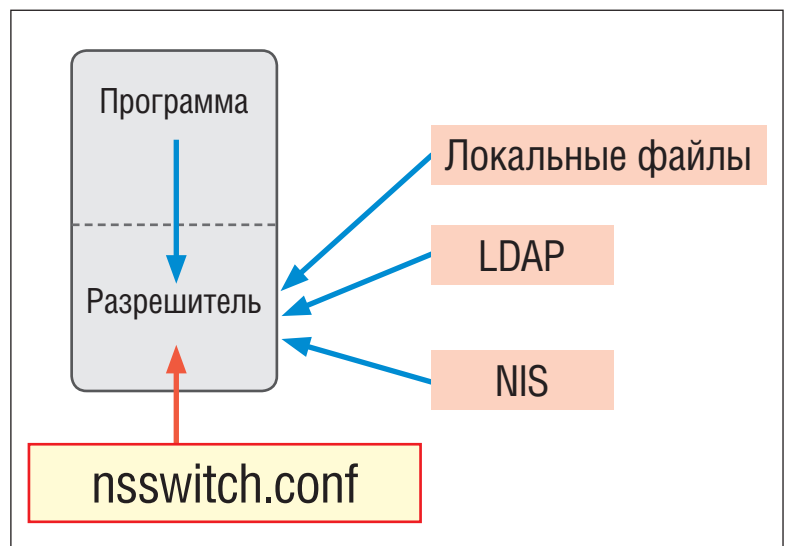 Программа
Разрешитель
Локальные файлы
LDAP
NIS
nsswitch.conf